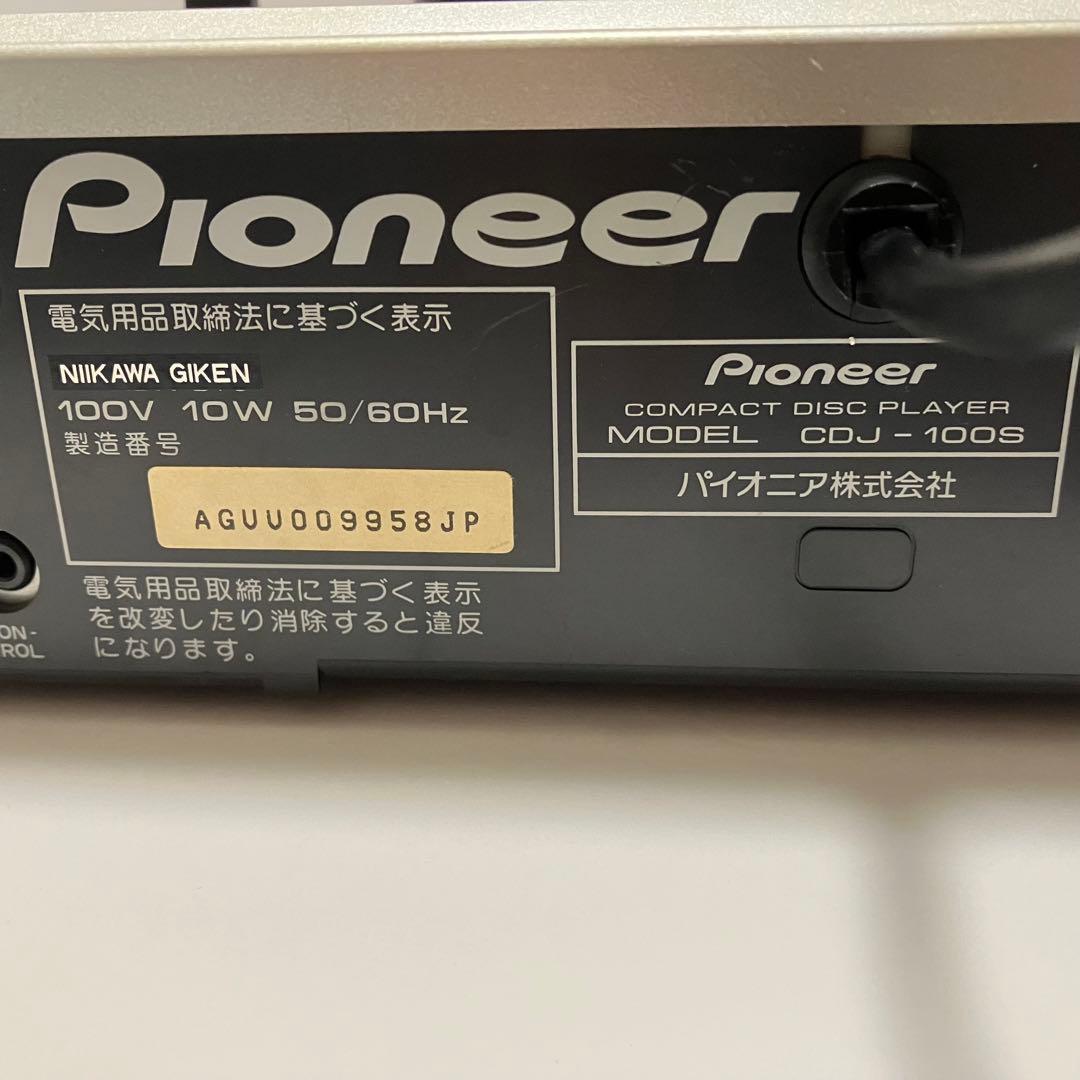 Pioneer
電気用品取締法に基づく表示
NIIKAWA GIKEN
100V 10W 50/60Hz
製造番号
AGVV009958JP
電気用品取締法に基づく表示
を改変したり消除すると違反
になります。
Pioneer
COMPACT DISC PLAYER
MODEL CDJ-100S
パイオニア株式会社
ON-
ROL